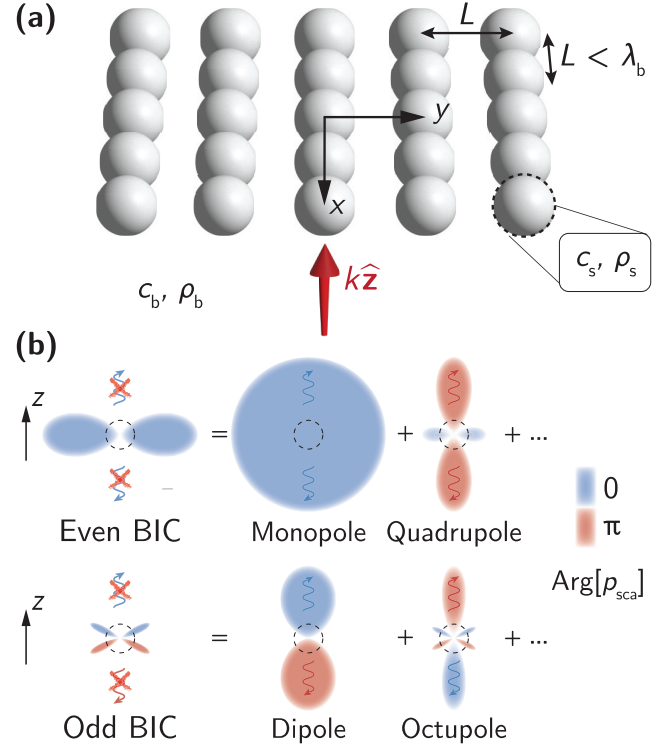 (a)
L
L < λb
y
x
kẑ
cb, ρb
cs, ρs
(b)
z
=
+
+ ...
Even BIC
Monopole
Quadrupole
0
π
Arg[psca]
z
=
+
+ ...
Odd BIC
Dipole
Octupole